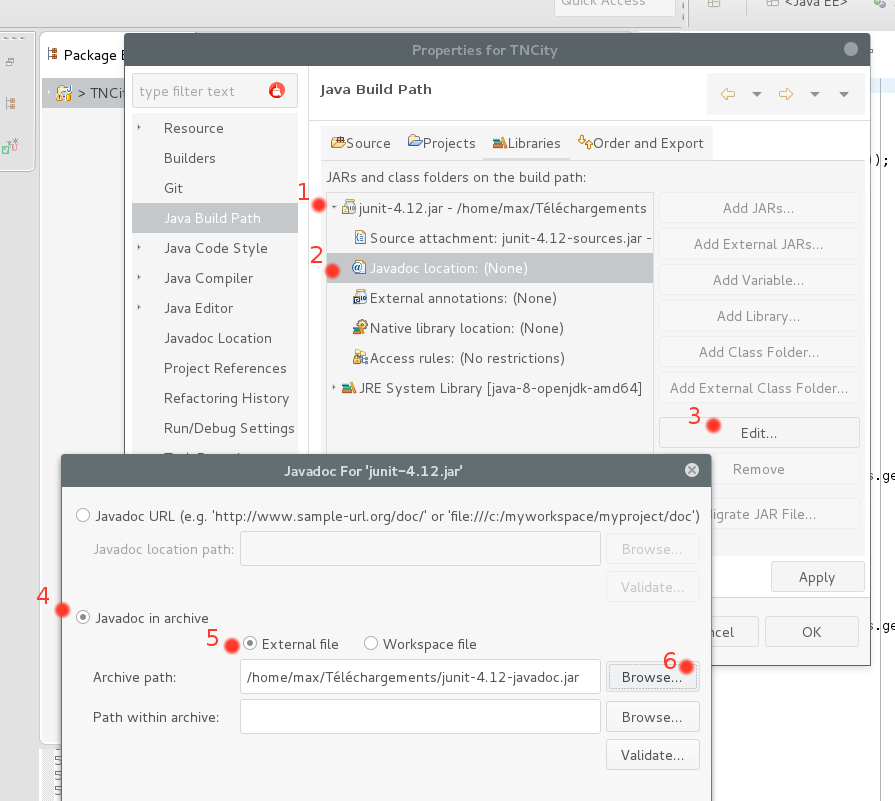 Quick Access
<Java EE>
Properties for TNCity
Package E
> TNCi
type filter text
Java Build Path
Resource
Builders
Git
Java Build Path
Java Code Style
Java Compiler
Java Editor
Javadoc Location
Project References
Refactoring History
Run/Debug Settings
Source
Projects
Libraries
Order and Export
JARs and class folders on the build path:
1
junit-4.12.jar - /home/max/Téléchargements
Source attachment: junit-4.12-sources.jar -
2
Javadoc location: (None)
External annotations: (None)
Native library location: (None)
Access rules: (No restrictions)
JRE System Library [java-8-openjdk-amd64]
Add JARs...
Add External JARs...
Add Variable...
Add Library...
Add Class Folder...
Add External Class Folder...
3
Edit...
Remove
igrate JAR File...
Apply
ncel
OK
);
s.ge
s.ge
Javadoc For 'junit-4.12.jar'
Javadoc URL (e.g. 'http://www.sample-url.org/doc/' or 'file:///c:/myworkspace/myproject/doc')
Javadoc location path:
Browse...
Validate...
4
Javadoc in archive
5
External file
Workspace file
6
Archive path:
/home/max/Téléchargements/junit-4.12-javadoc.jar
Browse...
Path within archive:
Browse...
Validate...